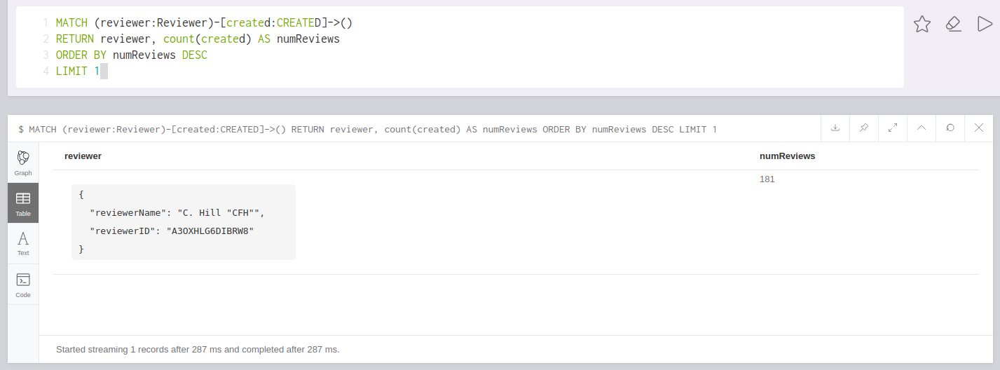 1 MATCH (reviewer:Reviewer)-[created:CREATED]->()
2 RETURN reviewer, count(created) AS numReviews
3 ORDER BY numReviews DESC
4 LIMIT 1
$ MATCH (reviewer:Reviewer)-[created:CREATED]->() RETURN reviewer, count(created) AS numReviews ORDER BY numReviews DESC LIMIT 1
Graph
Table
Text
Code
reviewer numReviews
181
{
"reviewerName": "C. Hill "CFH"",
"reviewerID": "A3OXHLG6DIBRW8"
}
Started streaming 1 records after 287 ms and completed after 287 ms.